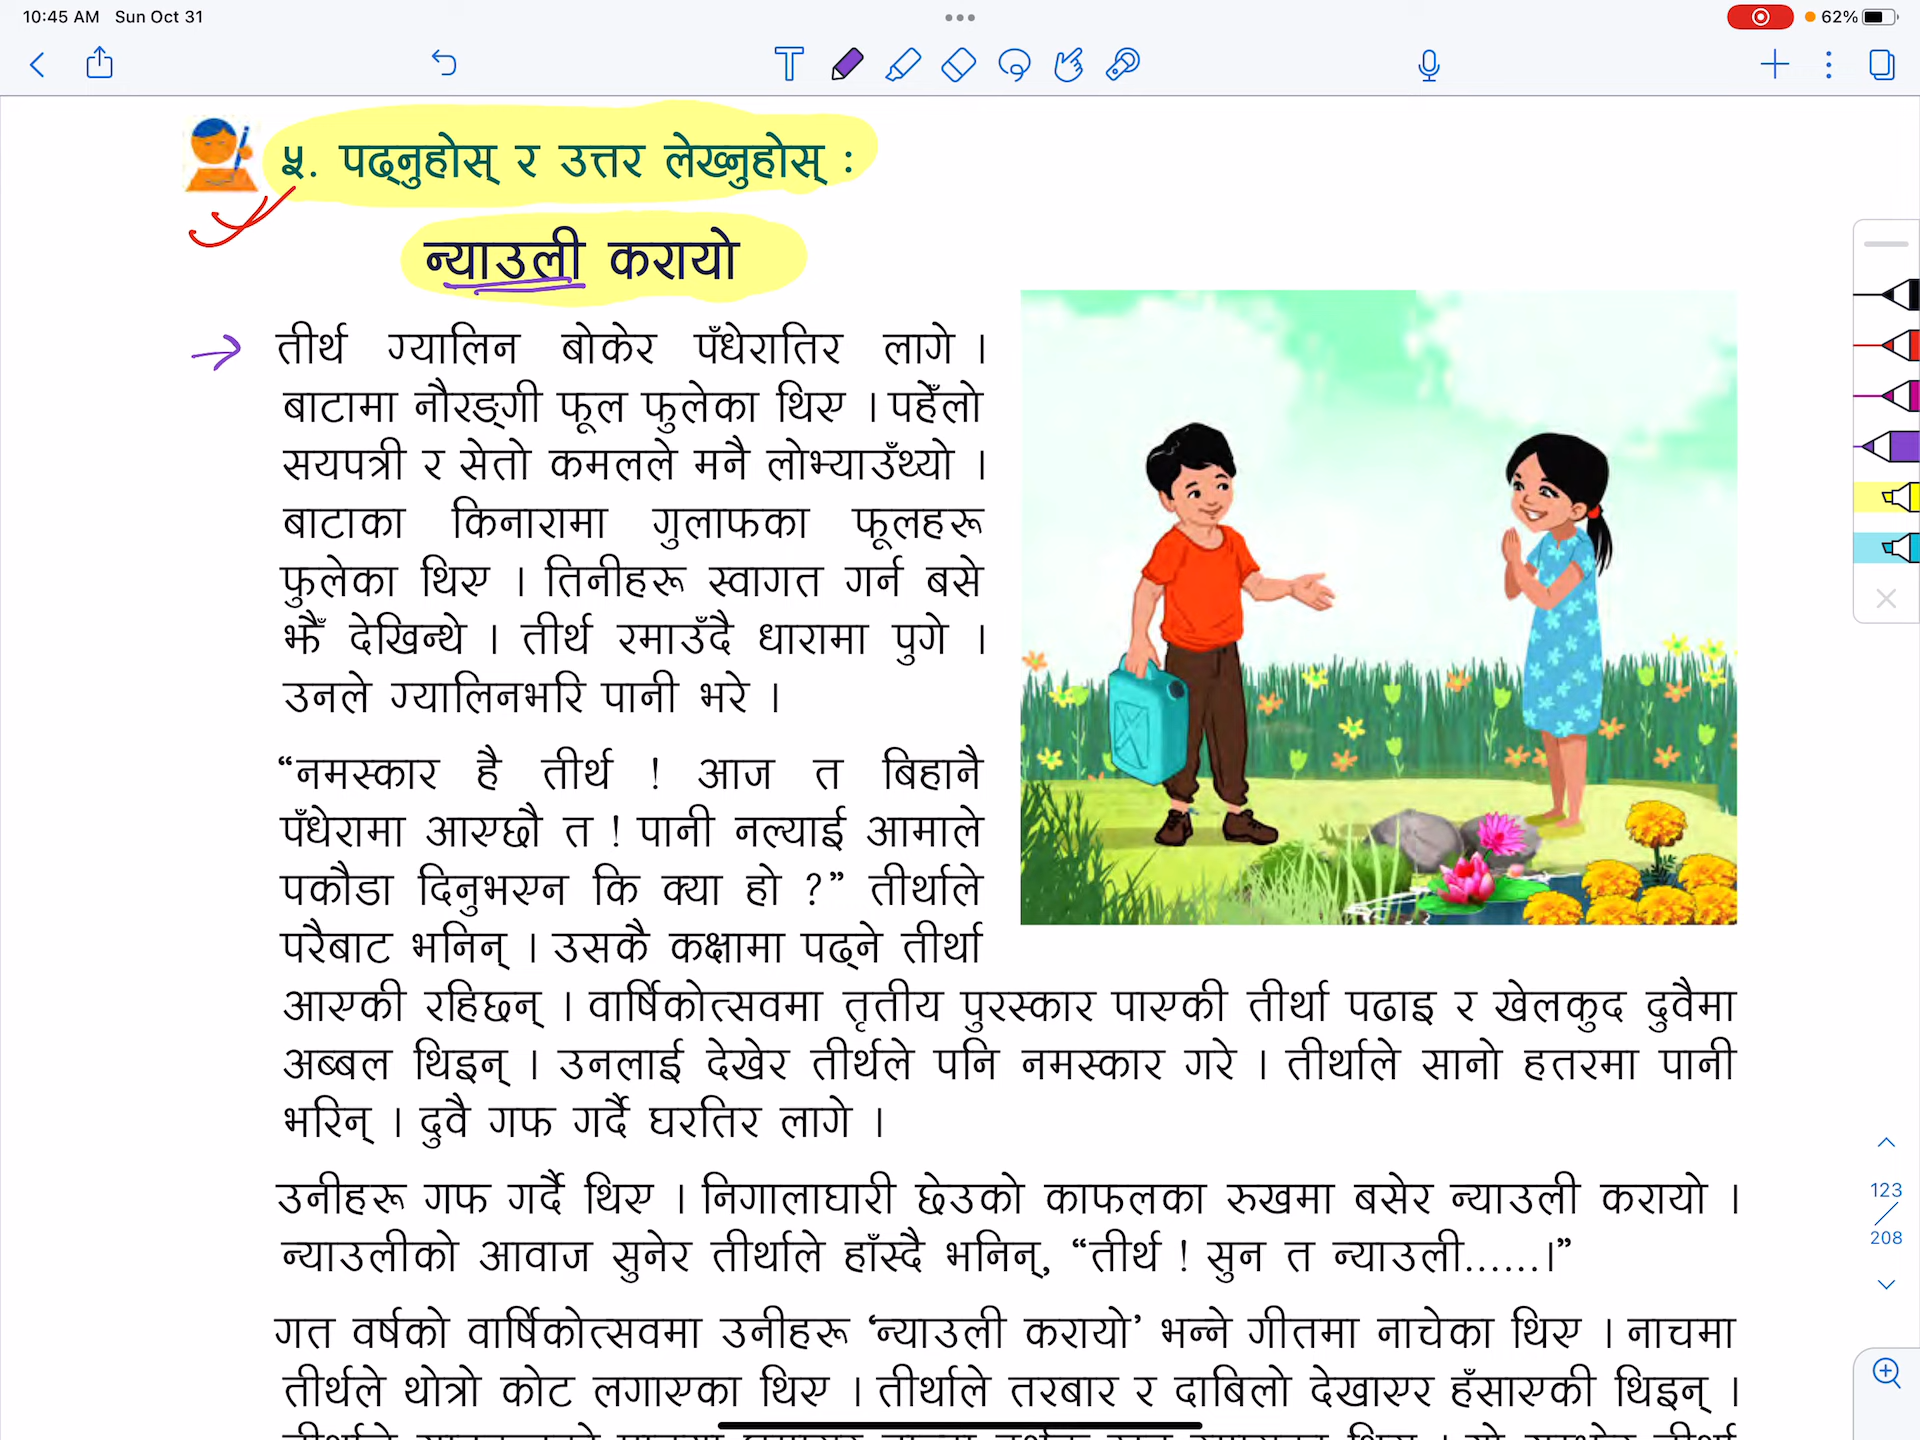 10:45 AM Sun Oct 31
62%
५. पढ्नुहोस् र उत्तर लेख्नुहोस् :
न्याउली करायो
तीर्थ ग्यालिन बोकेर पँधेरातिर लागे ।
बाटामा नौरङ्गी फूल फुलेका थिए । पहेँलो
सयपत्री र सेतो कमलले मनै लोभ्याउँथ्यो ।
बाटाका किनारामा गुलाफका फूलहरू
फुलेका थिए । तिनीहरू स्वागत गर्न बसे
झैँ देखिन्थे । तीर्थ रमाउँदै धारामा पुगे ।
उनले ग्यालिनभरि पानी भरे ।
“नमस्कार है तीर्थ ! आज त बिहानै
पँधेरामा आएछौ त ! पानी नल्याई आमाले
पकौडा दिनुभएन कि क्या हो ?” तीर्थाले
परैबाट भनिन् । उसकै कक्षामा पढ्ने तीर्था
आएकी रहिछन् । वार्षिकोत्सवमा तृतीय पुरस्कार पाएकी तीर्था पढाइ र खेलकुद दुवैमा
अब्बल थिइन् । उनलाई देखेर तीर्थले पनि नमस्कार गरे । तीर्थाले सानो हतरमा पानी
भरिन् । दुवै गफ गर्दै घरतिर लागे ।
उनीहरू गफ गर्दै थिए । निगालाघारी छेउको काफलका रुखमा बसेर न्याउली करायो ।
न्याउलीको आवाज सुनेर तीर्थाले हाँस्दै भनिन्, “तीर्थ ! सुन त न्याउली......।”
गत वर्षको वार्षिकोत्सवमा उनीहरू ‘न्याउली करायो’ भन्ने गीतमा नाचेका थिए । नाचमा
तीर्थले थोत्रो कोट लगाएका थिए । तीर्थाले तरबार र दाबिलो देखाएर हँसाएकी थिइन् ।
123
208